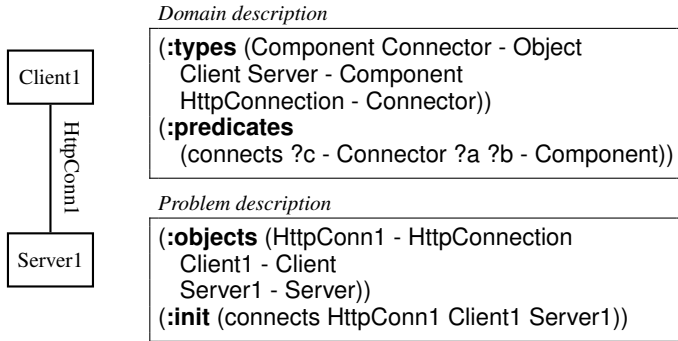 Client1
HttpConn1
Server1
Domain description
(:types (Component Connector - Object
Client Server - Component
HttpConnection - Connector))
(:predicates
(connects ?c - Connector ?a ?b - Component))
Problem description
(:objects (HttpConn1 - HttpConnection
Client1 - Client
Server1 - Server))
(:init (connects HttpConn1 Client1 Server1))